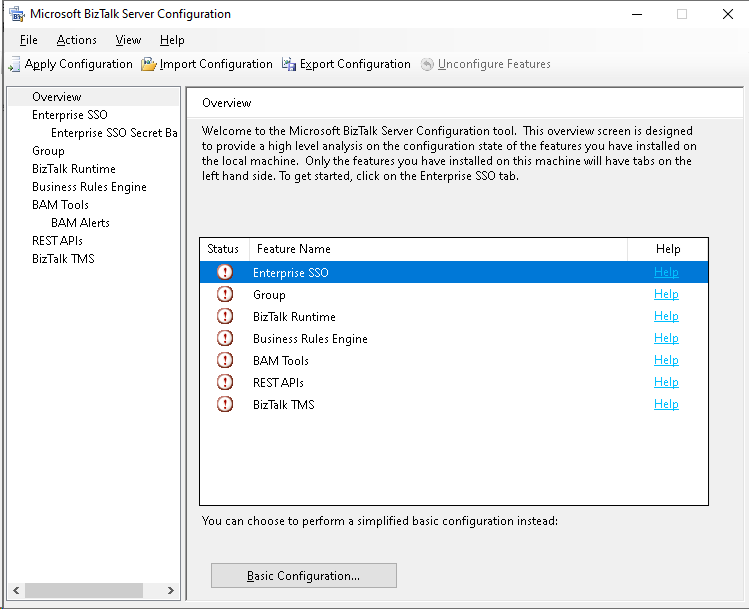 Microsoft BizTalk Server Configuration
File Actions View Help
Apply Configuration Import Configuration Export Configuration Unconfigure Features
Overview
Enterprise SSO
Enterprise SSO Secret Ba
Group
BizTalk Runtime
Business Rules Engine
BAM Tools
BAM Alerts
REST APIs
BizTalk TMS
Overview
Welcome to the Microsoft BizTalk Server Configuration tool. This overview screen is designed
to provide a high level analysis on the configuration state of the features you have installed on
the local machine. Only the features you have installed on this machine will have tabs on the
left hand side. To get started, click on the Enterprise SSO tab.
Status Feature Name Help
Enterprise SSO Help
Group Help
BizTalk Runtime Help
Business Rules Engine Help
BAM Tools Help
REST APIs Help
BizTalk TMS Help
You can choose to perform a simplified basic configuration instead:
Basic Configuration...